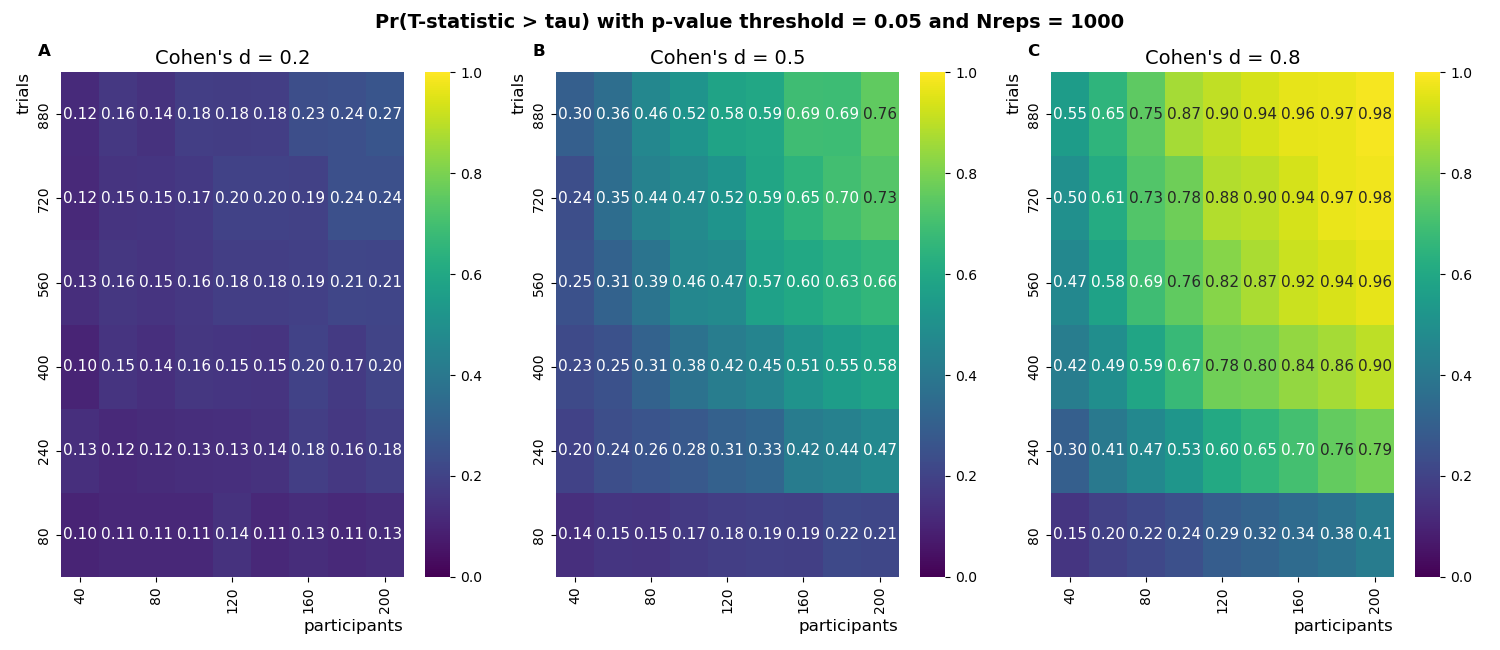 Pr(T-statistic > tau) with p-value threshold = 0.05 and Nreps = 1000
A
Cohen's d = 0.2
trials
880 0.12 0.16 0.14 0.18 0.18 0.18 0.23 0.24 0.27
720 0.12 0.15 0.15 0.17 0.20 0.20 0.19 0.24 0.24
560 0.13 0.16 0.15 0.16 0.18 0.18 0.19 0.21 0.21
400 0.10 0.15 0.14 0.16 0.15 0.15 0.20 0.17 0.20
240 0.13 0.12 0.12 0.13 0.13 0.14 0.18 0.16 0.18
80 0.10 0.11 0.11 0.11 0.14 0.11 0.13 0.11 0.13
40 80 120 160 200
participants
1.0
0.8
0.6
0.4
0.2
0.0
B
Cohen's d = 0.5
trials
880 0.30 0.36 0.46 0.52 0.58 0.59 0.69 0.69 0.76
720 0.24 0.35 0.44 0.47 0.52 0.59 0.65 0.70 0.73
560 0.25 0.31 0.39 0.46 0.47 0.57 0.60 0.63 0.66
400 0.23 0.25 0.31 0.38 0.42 0.45 0.51 0.55 0.58
240 0.20 0.24 0.26 0.28 0.31 0.33 0.42 0.44 0.47
80 0.14 0.15 0.15 0.17 0.18 0.19 0.19 0.22 0.21
40 80 120 160 200
participants
1.0
0.8
0.6
0.4
0.2
0.0
C
Cohen's d = 0.8
trials
880 0.55 0.65 0.75 0.87 0.90 0.94 0.96 0.97 0.98
720 0.50 0.61 0.73 0.78 0.88 0.90 0.94 0.97 0.98
560 0.47 0.58 0.69 0.76 0.82 0.87 0.92 0.94 0.96
400 0.42 0.49 0.59 0.67 0.78 0.80 0.84 0.86 0.90
240 0.30 0.41 0.47 0.53 0.60 0.65 0.70 0.76 0.79
80 0.15 0.20 0.22 0.24 0.29 0.32 0.34 0.38 0.41
40 80 120 160 200
participants
1.0
0.8
0.6
0.4
0.2
0.0